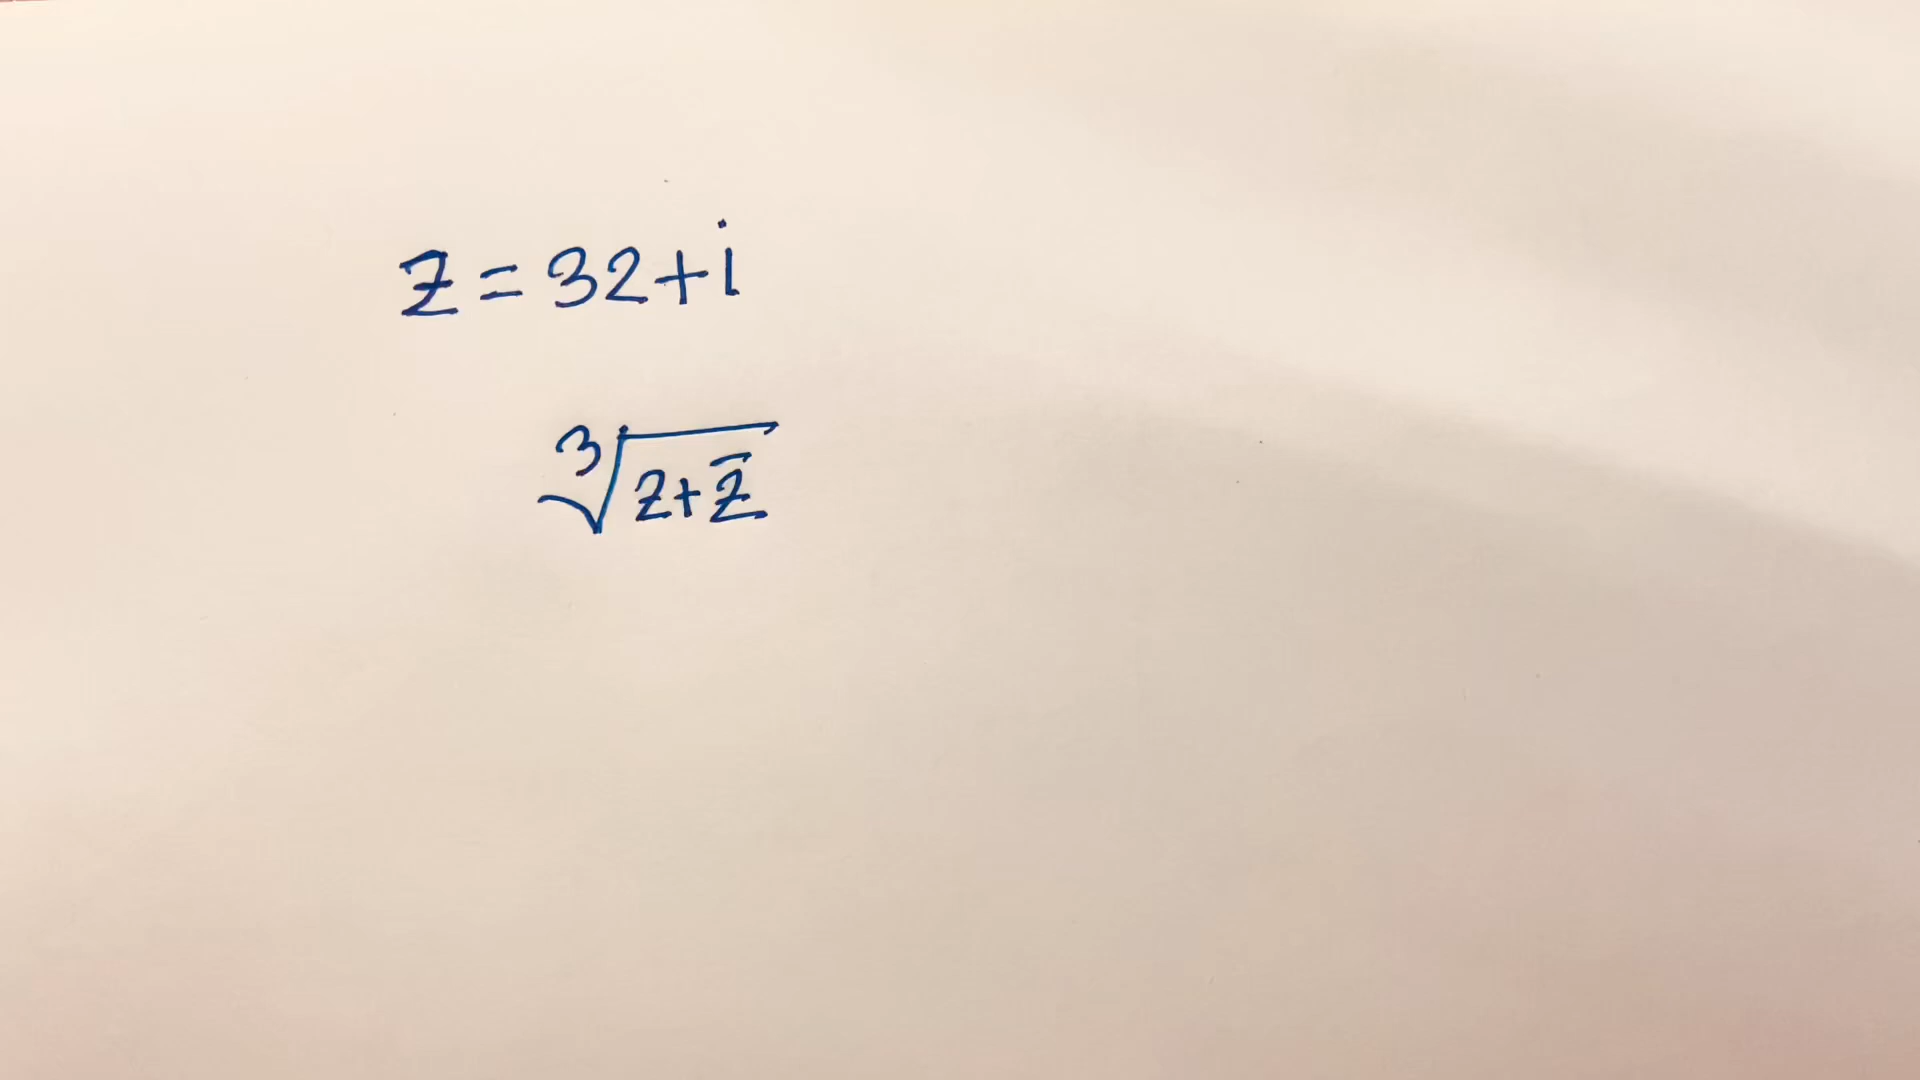 z = 32 + i
∛(z + z̅)